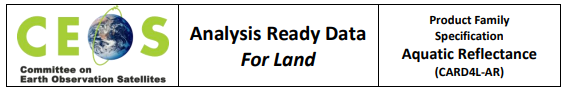 CEOS
Committee on
Earth Observation Satellites
Analysis Ready Data
For Land
Product Family
Specification
Aquatic Reflectance
(CARD4L-AR)